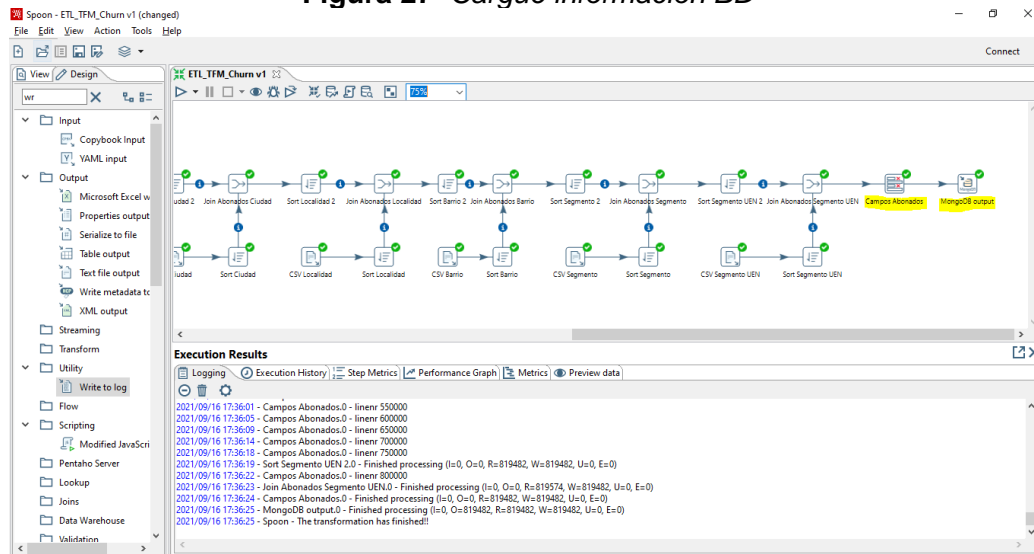 Figura 2. Cargue información BD
Spoon - ETL_TFM_Churn v1 (changed)
File Edit View Action Tools Help
Connect
View Design
ETL_TFM_Churn v1
wr
75%
Input
Copybook Input
YAML input
Output
Microsoft Excel w
Properties output
Serialize to file
Table output
Text file output
Write metadata to
XML output
Streaming
Transform
Utility
Write to log
Flow
Scripting
Modified JavaScri
Pentaho Server
Lookup
Joins
Data Warehouse
Validation
udad 2 Join Abonados Ciudad Sort Localidad 2 Join Abonados Localidad Sort Barrio 2 Join Abonados Barrio Sort Segmento 2 Join Abonados Segmento Sort Segmento UEN 2 Join Abonados Segmento UEN Campos Abonados MongoDB output
iudad Sort Ciudad CSV Localidad Sort Localidad CSV Barrio Sort Barrio CSV Segmento Sort Segmento CSV Segmento UEN Sort Segmento UEN
Execution Results
Logging Execution History Step Metrics Performance Graph Metrics Preview data
2021/09/16 17:36:01 - Campos Abonados.0 - linenr 550000
2021/09/16 17:36:05 - Campos Abonados.0 - linenr 600000
2021/09/16 17:36:09 - Campos Abonados.0 - linenr 650000
2021/09/16 17:36:14 - Campos Abonados.0 - linenr 700000
2021/09/16 17:36:18 - Campos Abonados.0 - linenr 750000
2021/09/16 17:36:19 - Sort Segmento UEN 2.0 - Finished processing (I=0, O=0, R=819482, W=819482, U=0, E=0)
2021/09/16 17:36:22 - Campos Abonados.0 - linenr 800000
2021/09/16 17:36:23 - Join Abonados Segmento UEN.0 - Finished processing (I=0, O=0, R=819574, W=819482, U=0, E=0)
2021/09/16 17:36:24 - Campos Abonados.0 - Finished processing (I=0, O=0, R=819482, W=819482, U=0, E=0)
2021/09/16 17:36:25 - MongoDB output.0 - Finished processing (I=0, O=819482, R=819482, W=819482, U=0, E=0)
2021/09/16 17:36:25 - Spoon - The transformation has finished!!